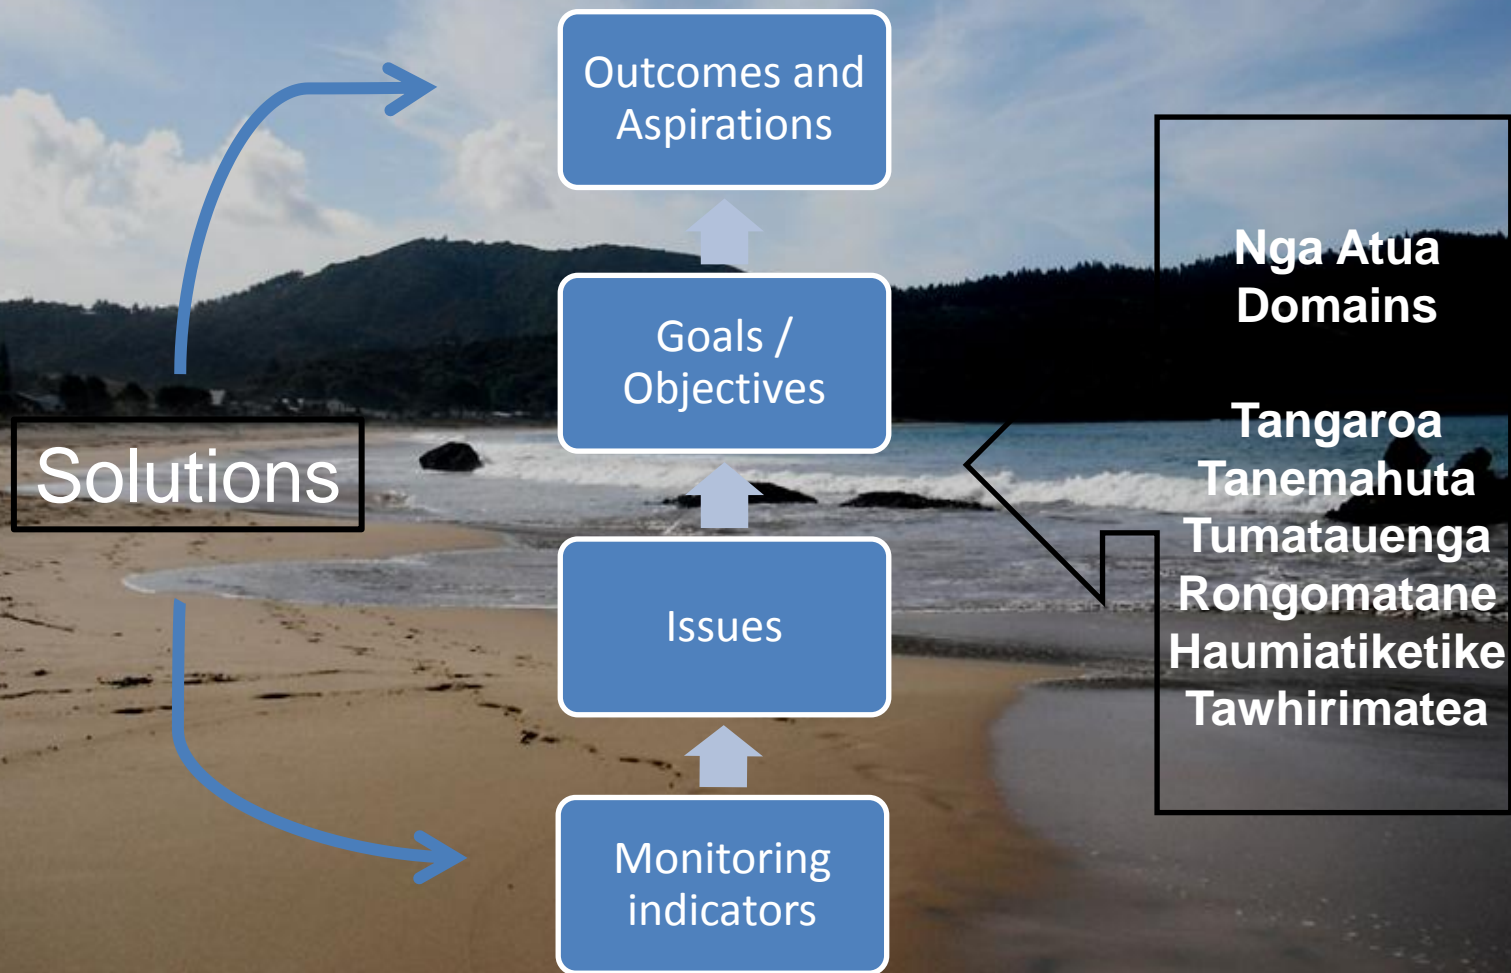 Outcomes and
Aspirations
Goals /
Objectives
Issues
Monitoring
indicators
Solutions
Nga Atua
Domains
Tangaroa
Tanemahuta
Tumatauenga
Rongomatane
Haumiatiketike
Tawhirimatea